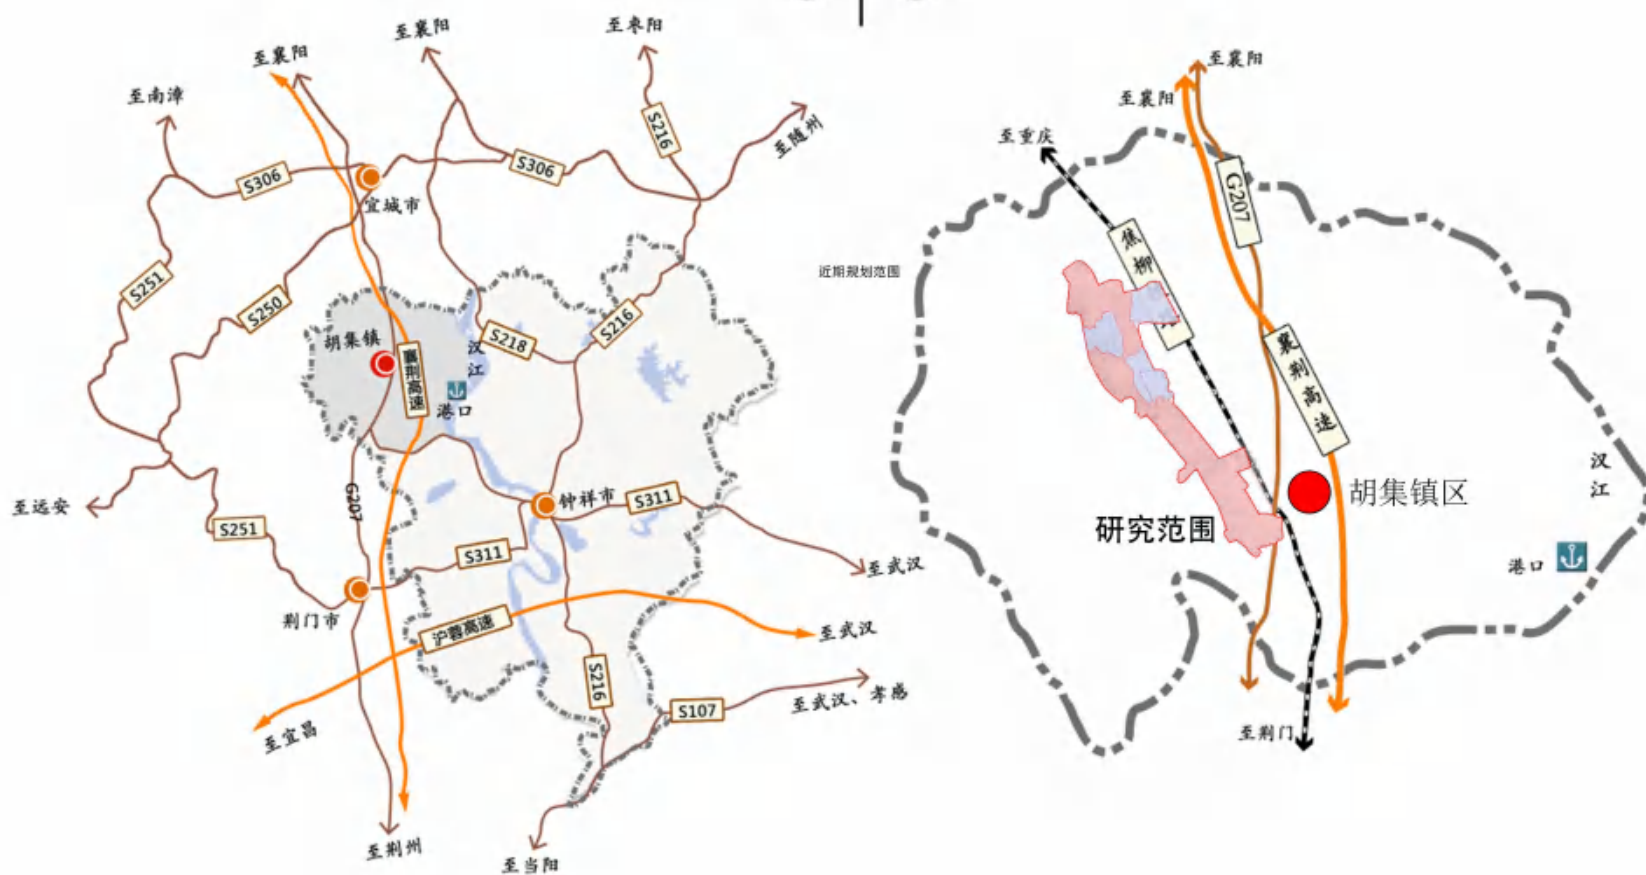 至襄阳
至襄阳
至枣阳
至南漳
S216
至随州
S306
S306
宜城市
S251
S250
胡集镇
襄荆高速
汉江
港口
S218
S216
至远安
G207
S251
钟祥市
S311
S311
至武汉
荆门市
沪蓉高速
至武汉
S216
S107
至武汉、孝感
至宜昌
至荆州
至当阳
近期规划范围
至襄阳
至襄阳
至重庆
G207
焦柳
襄荆高速
汉江
胡集镇区
研究范围
港口
至荆门